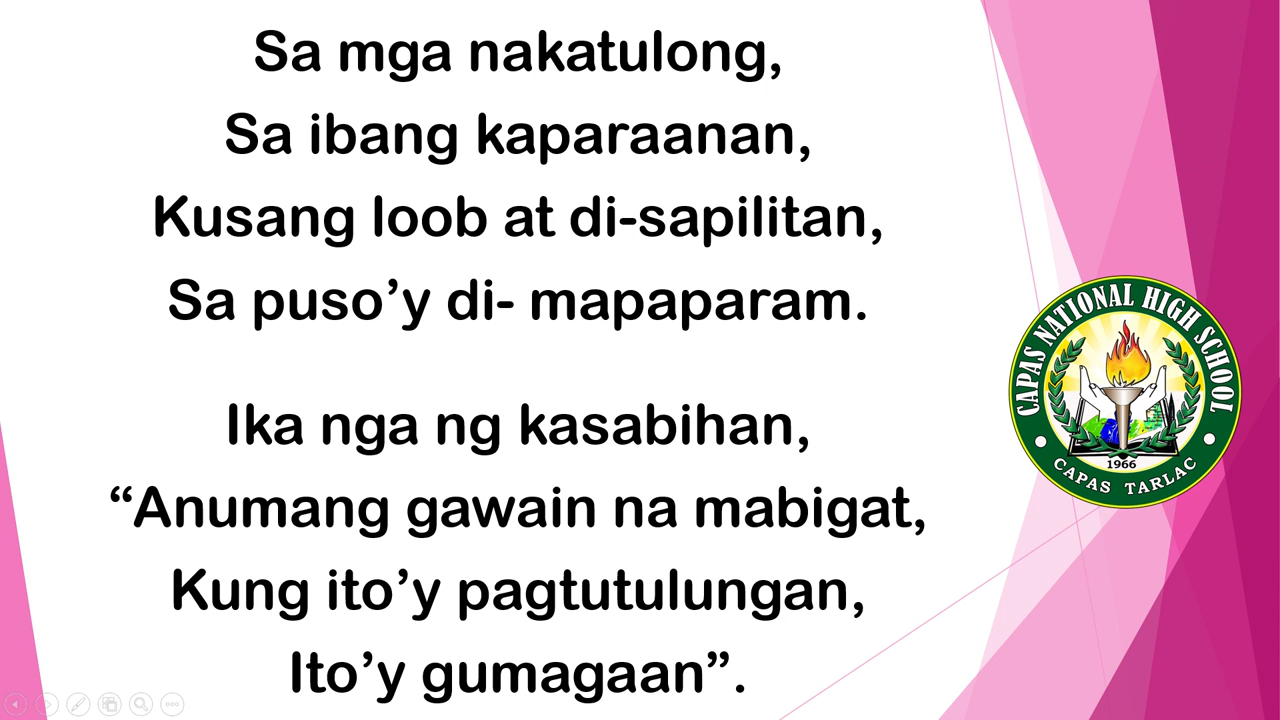 Sa mga nakatulong,
Sa ibang kaparaanan,
Kusang loob at di-sapilitan,
Sa puso’y di- mapaparam.
Ika nga ng kasabihan,
“Anumang gawain na mabigat,
Kung ito’y pagtutulungan,
Ito’y gumagaan”.
CAPAS NATIONAL HIGH SCHOOL
1966
CAPAS TARLAC